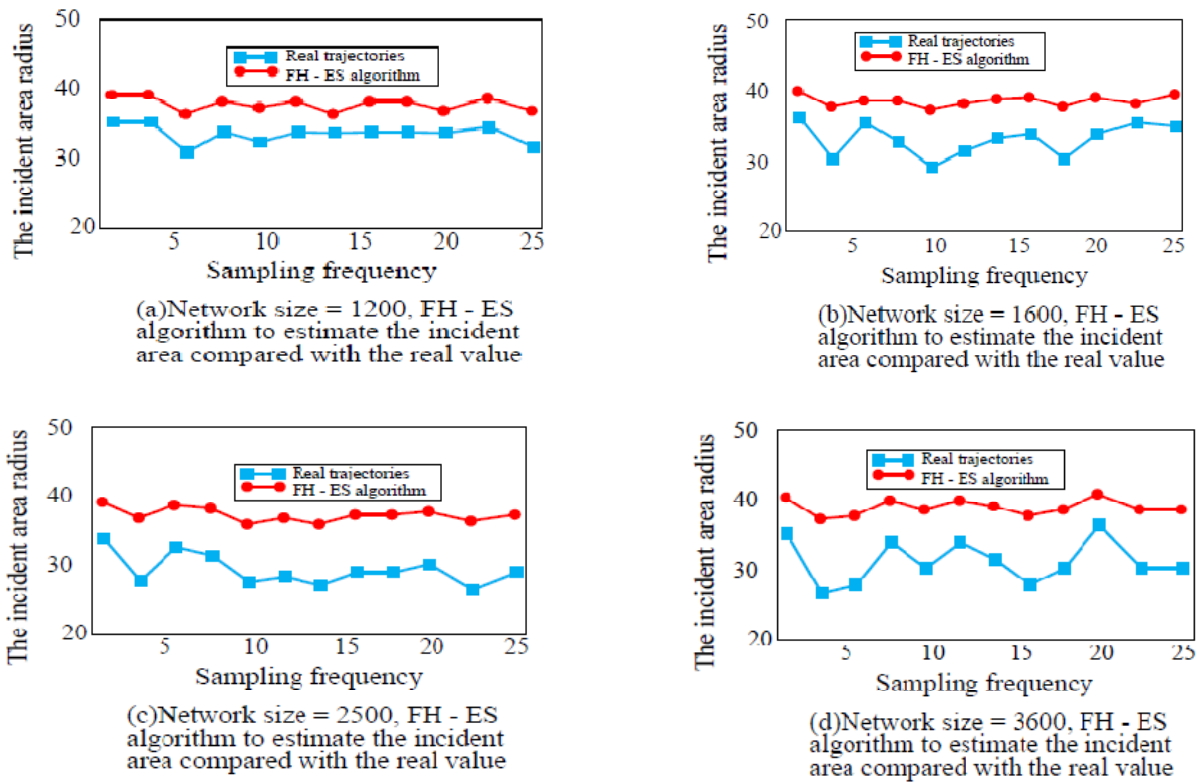 50
40
30
20
The incident area radius
Real trajectories
FH - ES algorithm
5 10 15 20 25
Sampling frequency
(a)Network size = 1200, FH - ES
algorithm to estimate the incident
area compared with the real value
50
40
30
20
The incident area radius
Real trajectories
FH - ES algorithm
5 10 15 20 25
Sampling frequency
(b)Network size = 1600, FH - ES
algorithm to estimate the incident
area compared with the real value
50
40
30
20
The incident area radius
Real trajectories
FH - ES algorithm
5 10 15 20 25
Sampling frequency
(c)Network size = 2500, FH - ES
algorithm to estimate the incident
area compared with the real value
50
40
30
20
The incident area radius
Real trajectories
FH - ES algorithm
5 10 15 20 25
Sampling frequency
(d)Network size = 3600, FH - ES
algorithm to estimate the incident
area compared with the real value